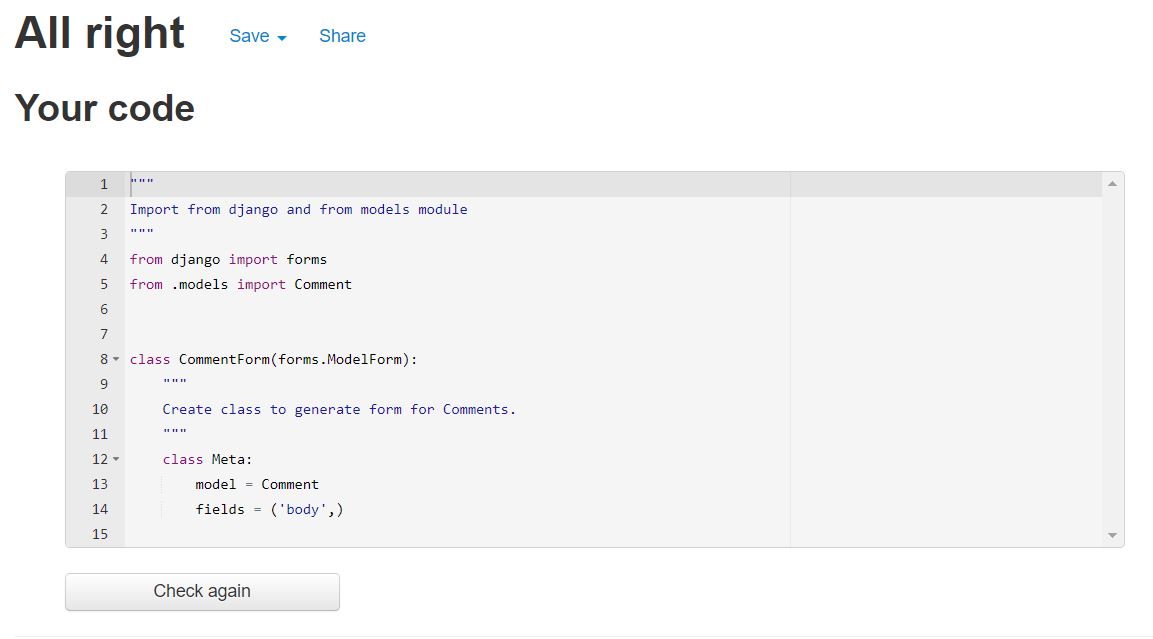 All right Save Share
Your code
1 """
2 Import from django and from models module
3 """
4 from django import forms
5 from .models import Comment
6
7
8 class CommentForm(forms.ModelForm):
9     """
10     Create class to generate form for Comments.
11     """
12     class Meta:
13         model = Comment
14         fields = ('body',)
15
Check again